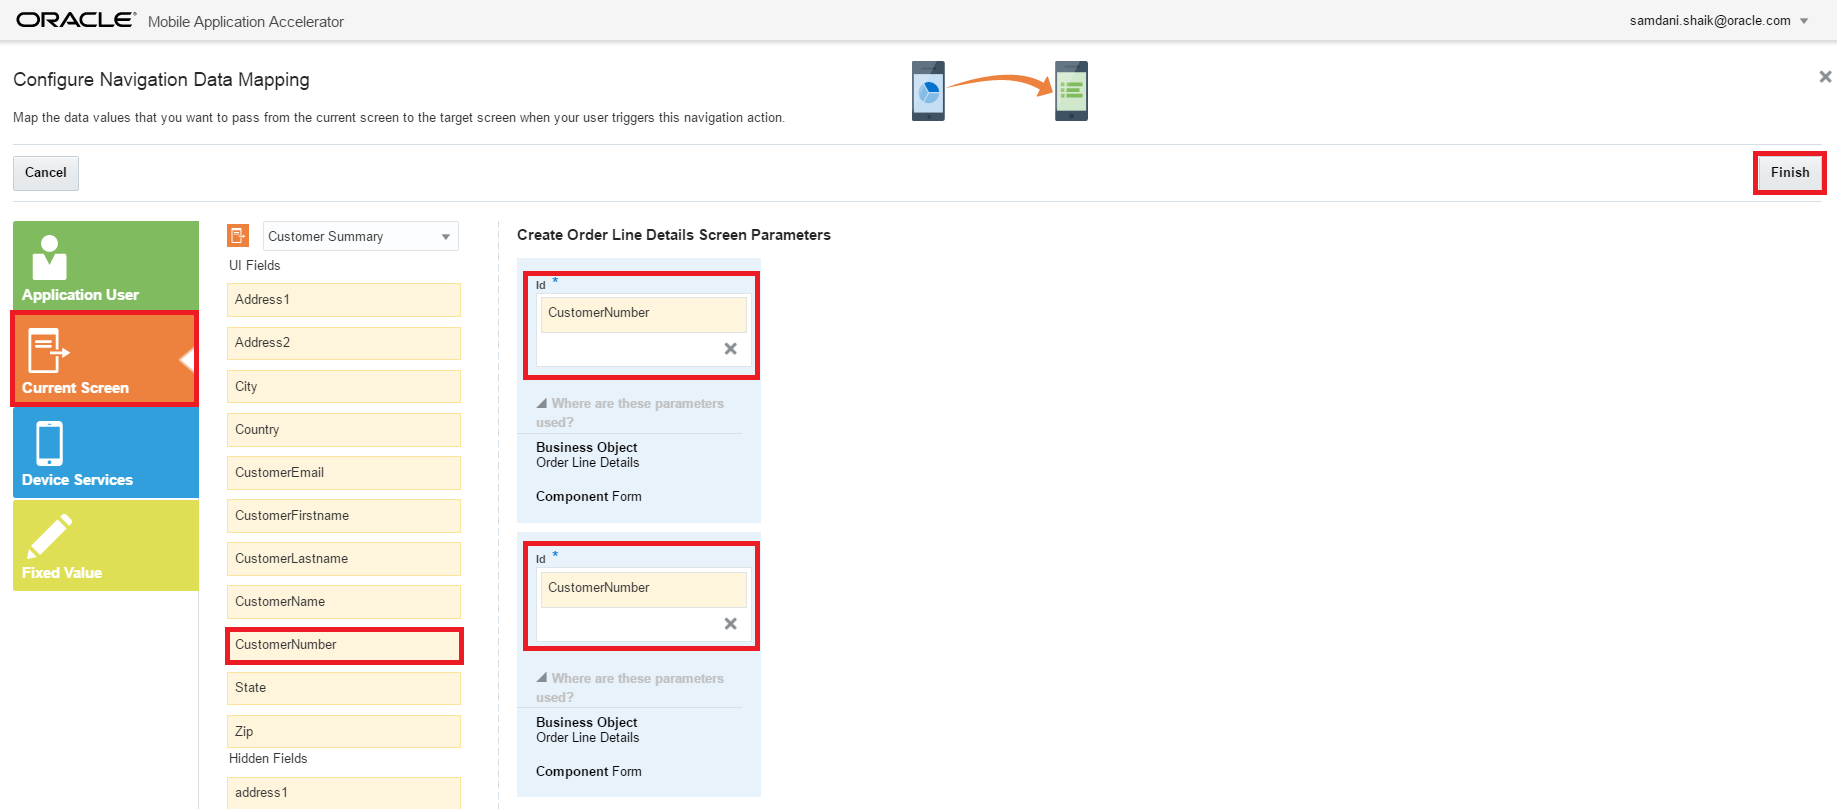 ORACLE® Mobile Application Accelerator
samdani.shaik@oracle.com
Configure Navigation Data Mapping
Map the data values that you want to pass from the current screen to the target screen when your user triggers this navigation action.
Cancel
Finish
Application User
Current Screen
Device Services
Fixed Value
Customer Summary
UI Fields
Address1
Address2
City
Country
CustomerEmail
CustomerFirstname
CustomerLastname
CustomerName
CustomerNumber
State
Zip
Hidden Fields
address1
Create Order Line Details Screen Parameters
Id *
CustomerNumber
Where are these parameters
used?
Business Object
Order Line Details
Component Form
Id *
CustomerNumber
Where are these parameters
used?
Business Object
Order Line Details
Component Form